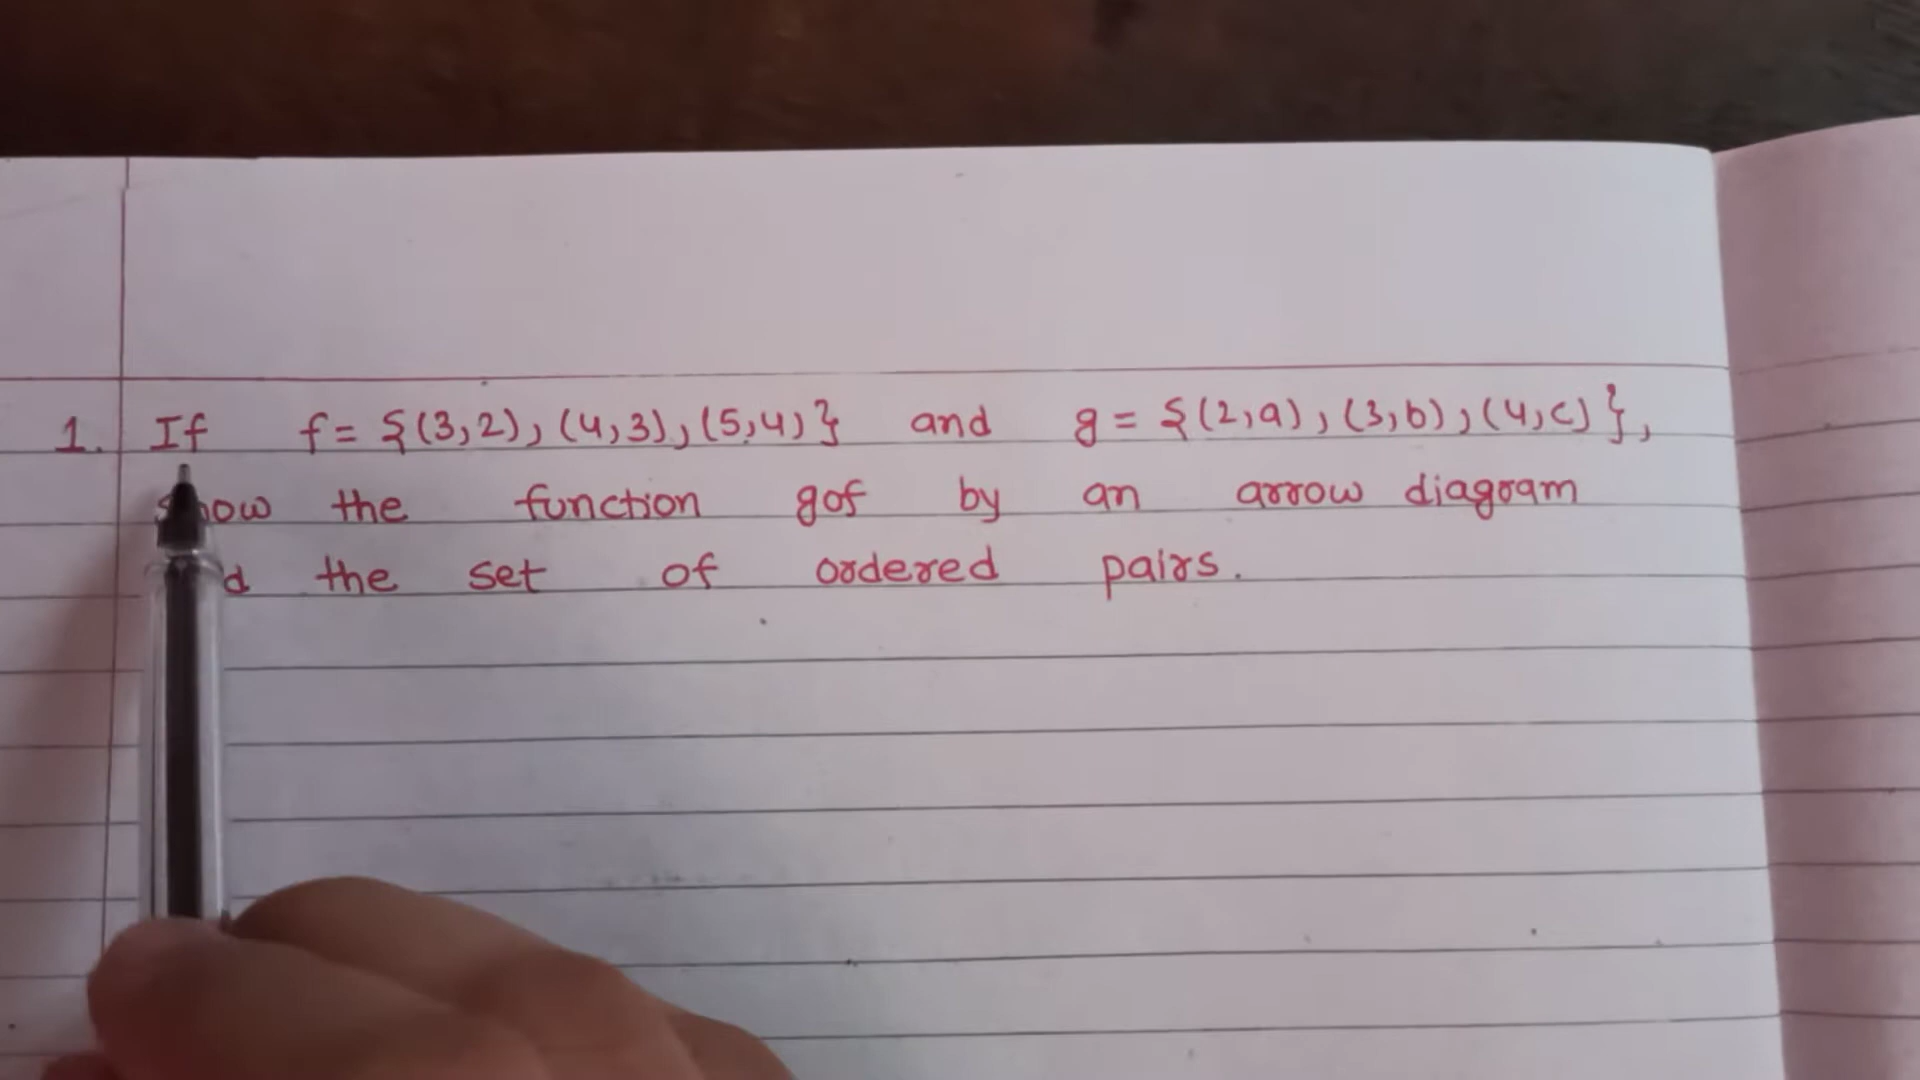 1. If f = {(3,2), (4,3), (5,4)} and g = {(2,a), (3,b), (4,c)},
show the function gof by an arrow diagram
the set of ordered pairs.